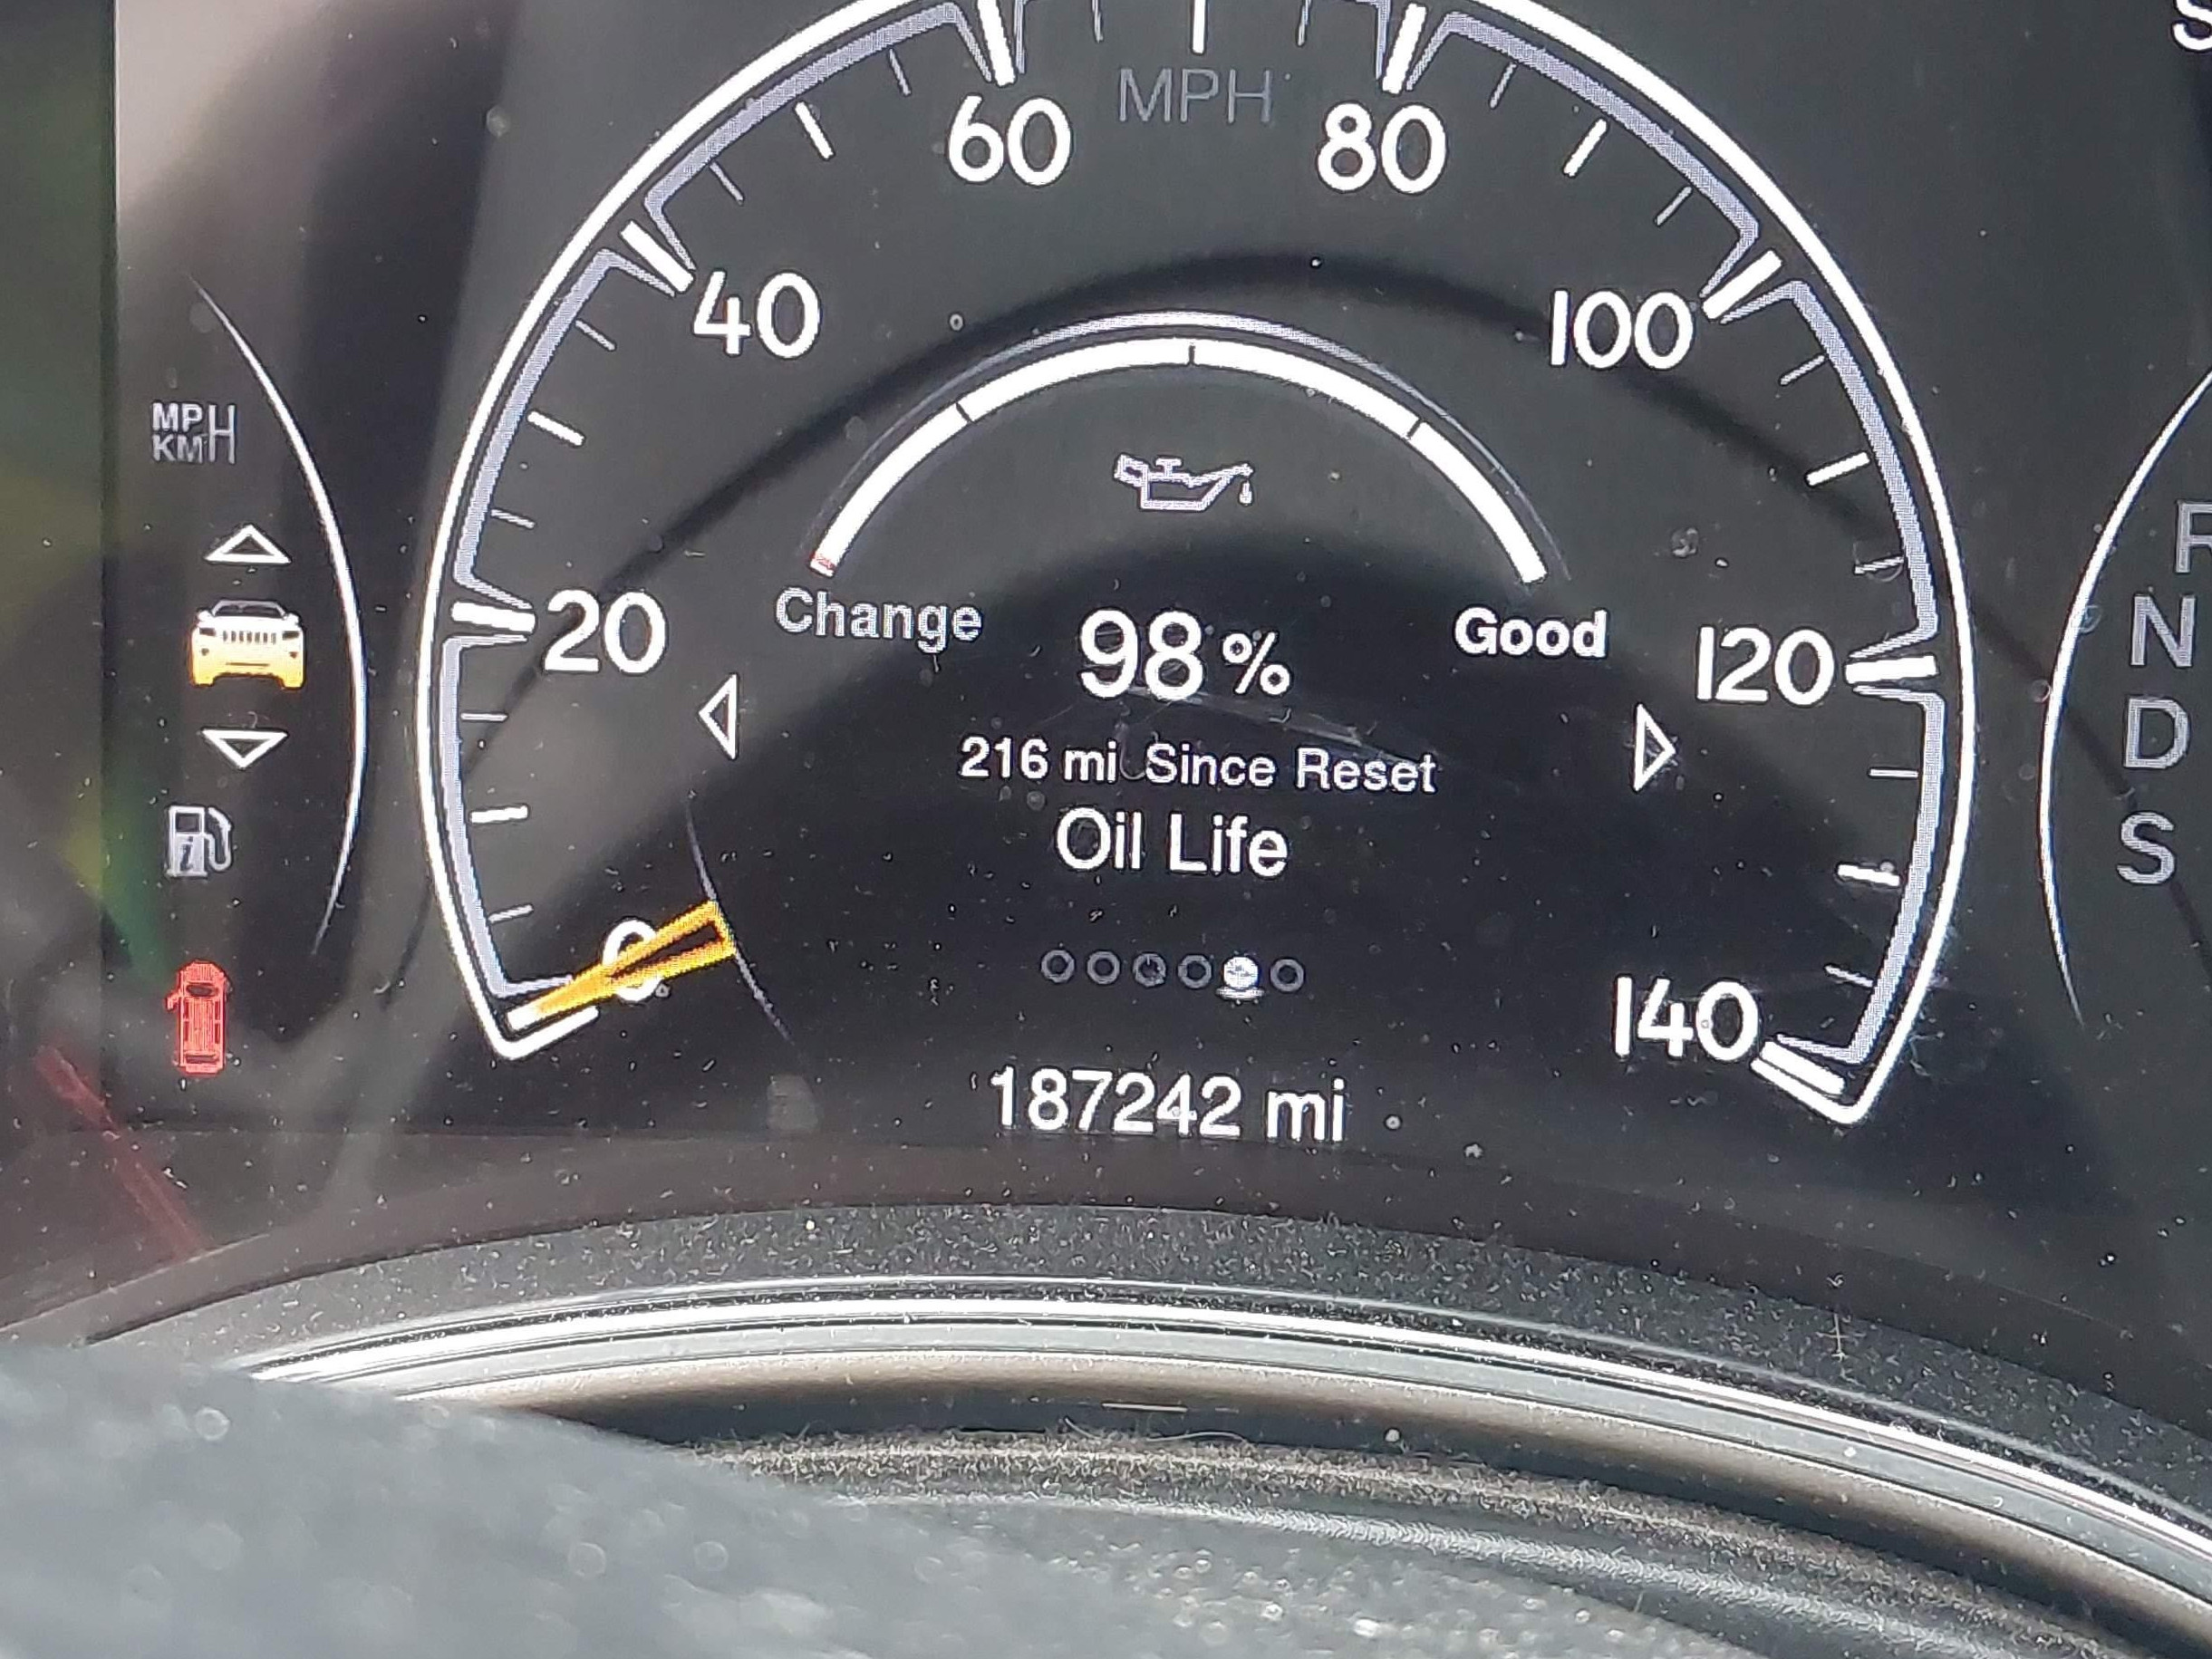 S
MPH
60
80
40
100
MPH
KM
20
Change
98 %
Good
120
216 mi Since Reset
Oil Life
0
140
187242 mi
R
N
D
S